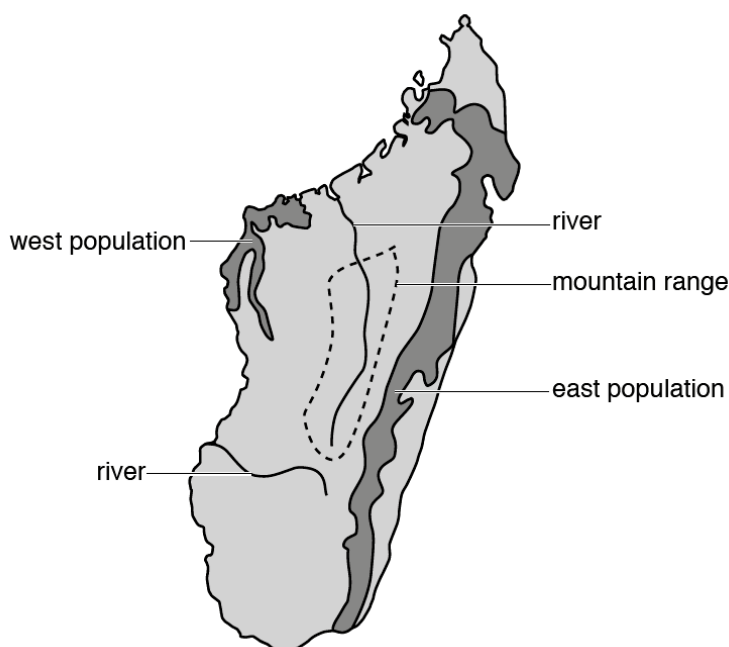 river
west population
mountain range
east population
river